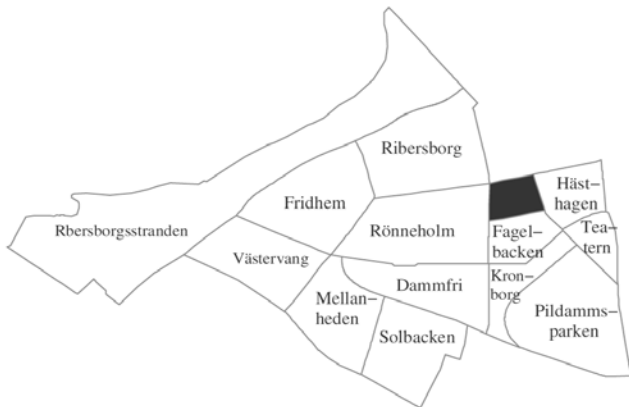 Ribersborg
Häst–
hagen
Fridhem
Rbersborgsstranden
Rönneholm
Fagel–
backen
Tea–
tern
Västervang
Dammfri
Kron–
borg
Mellan–
heden
Pildamms–
parken
Solbacken